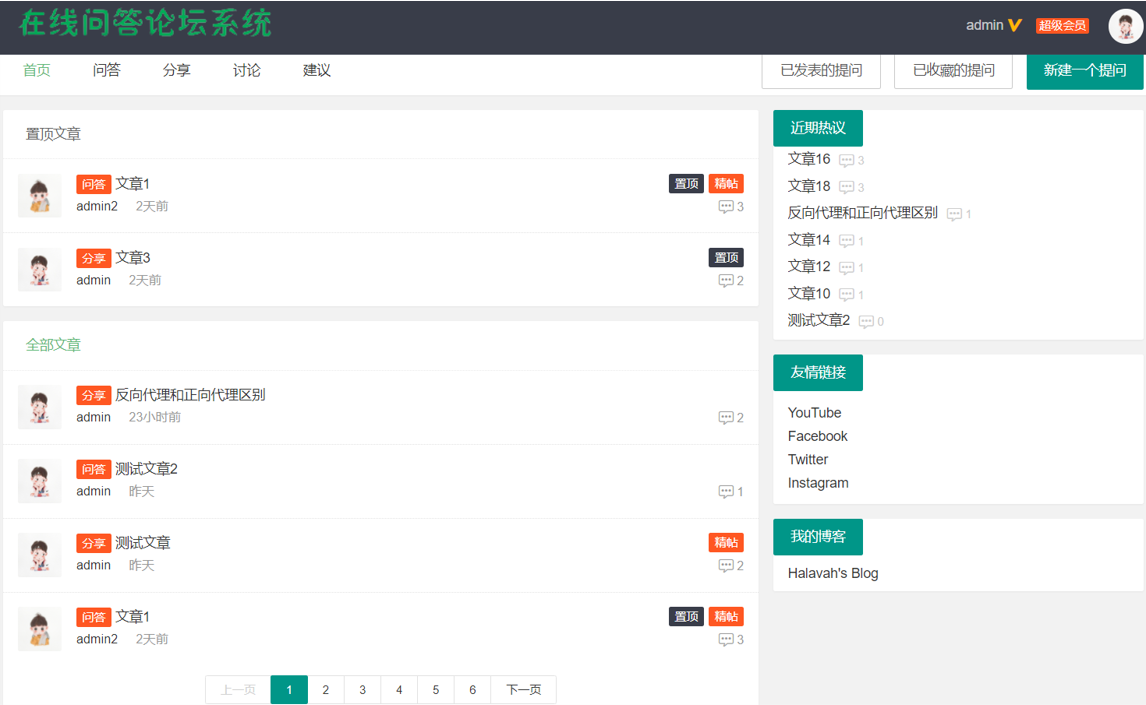 在线问答论坛系统
admin V 超级会员
首页 问答 分享 讨论 建议 已发表的提问 已收藏的提问 新建一个提问
置顶文章
问答 文章1 置顶 精帖
admin2 2天前 3
分享 文章3 置顶
admin 2天前 2
全部文章
分享 反向代理和正向代理区别
admin 23小时前 2
问答 测试文章2
admin 昨天 1
分享 测试文章 精帖
admin 昨天 2
问答 文章1 置顶 精帖
admin2 2天前 3
上一页 1 2 3 4 5 6 下一页
近期热议
文章16 3
文章18 3
反向代理和正向代理区别 1
文章14 1
文章12 1
文章10 1
测试文章2 0
友情链接
YouTube
Facebook
Twitter
Instagram
我的博客
Halavah's Blog